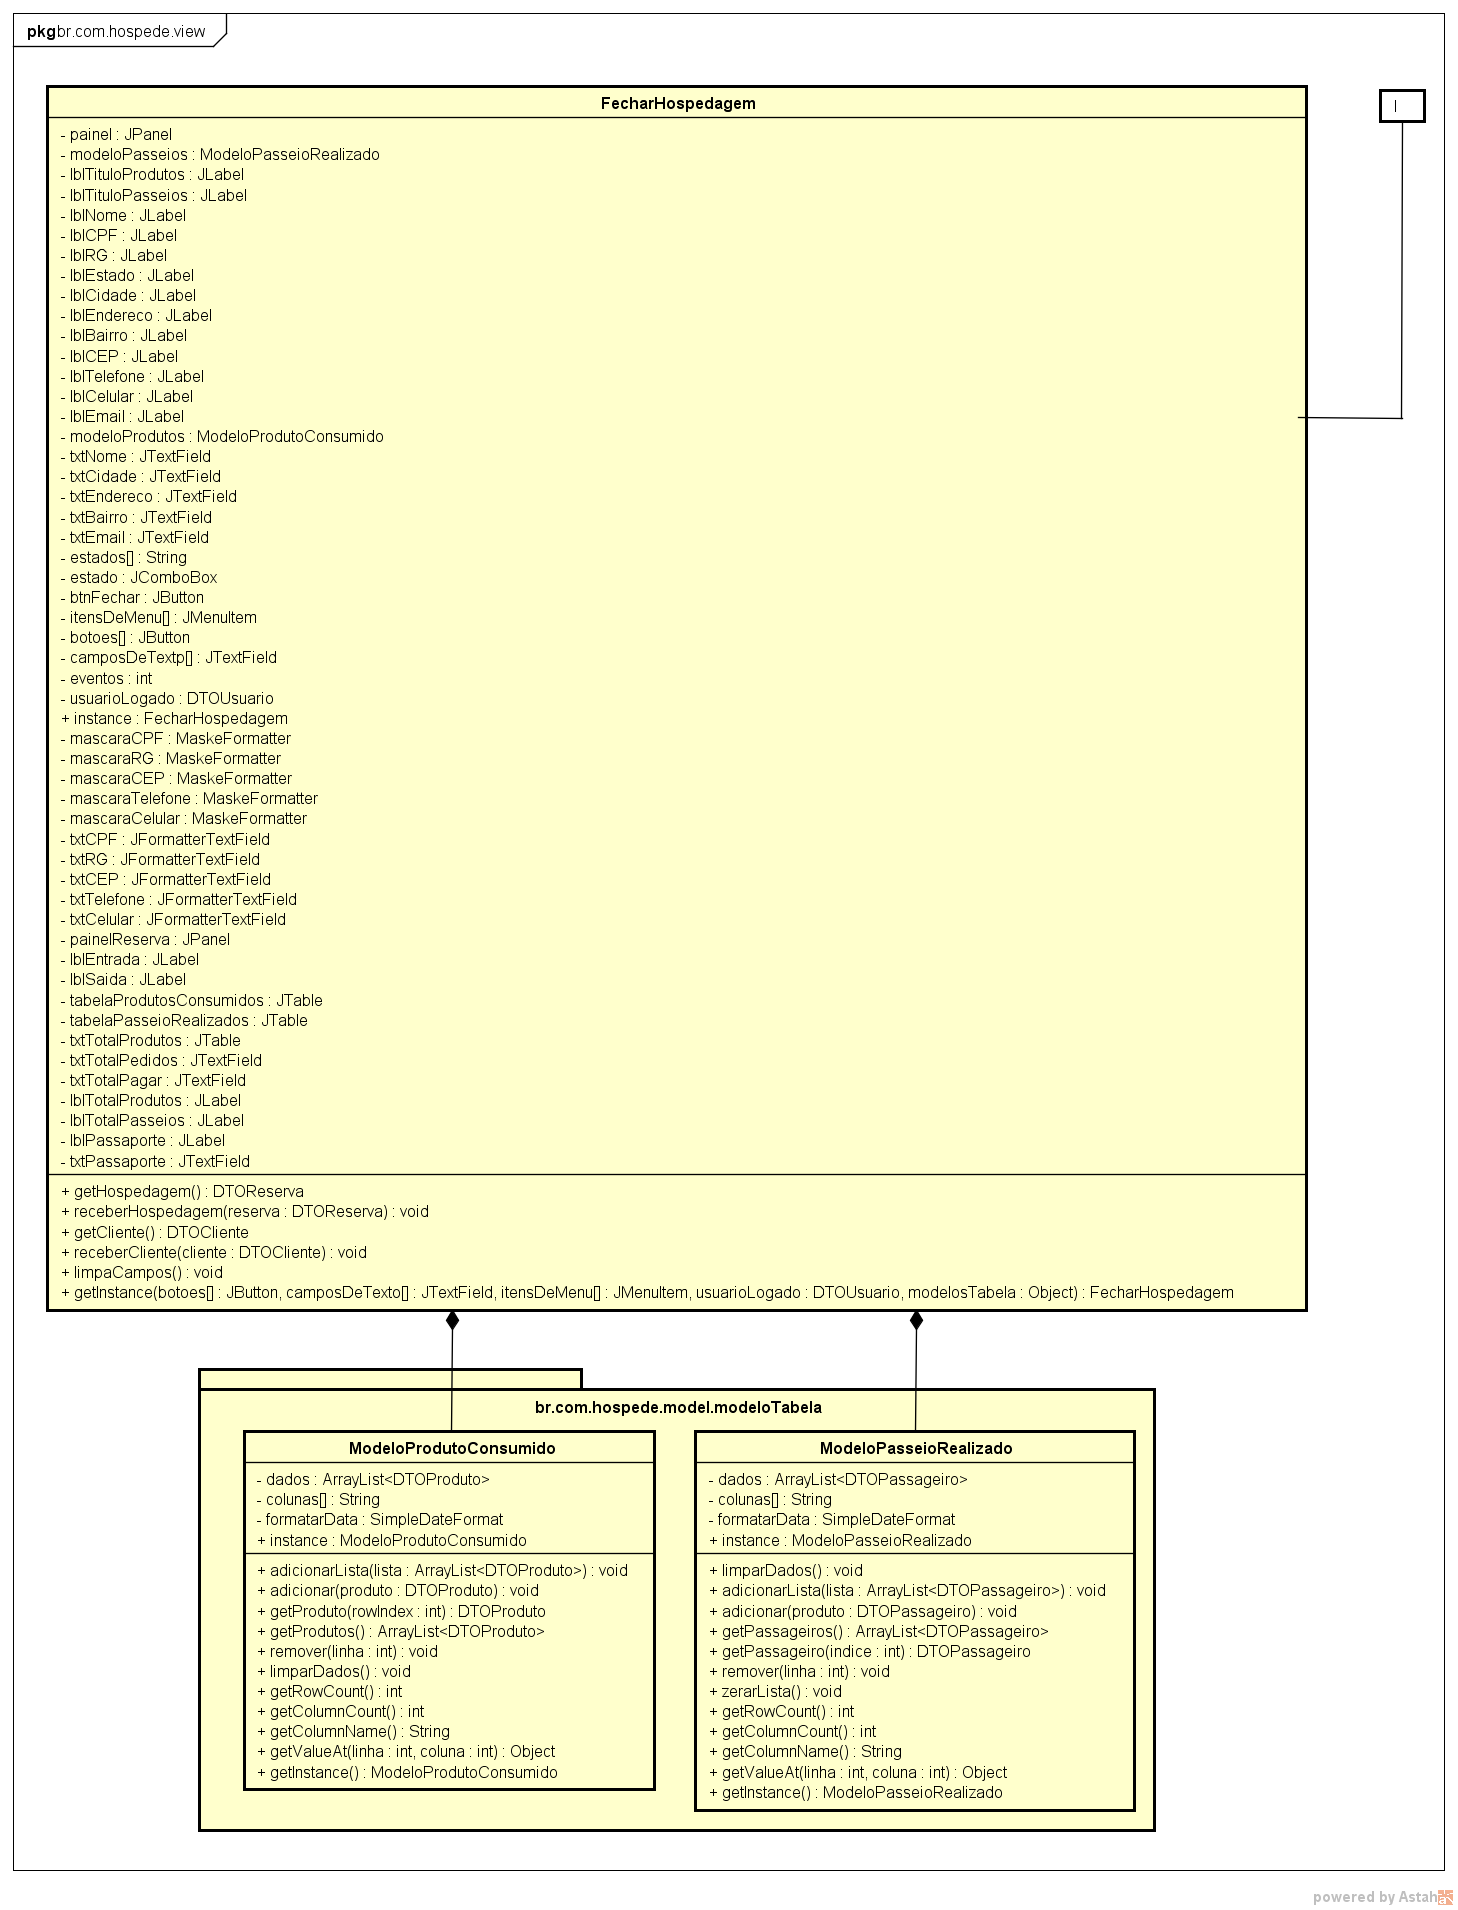 pkg br.com.hospede.view
FecharHospedagem
I
- painel : JPanel
- modeloPasseios : ModeloPasseioRealizado
- lblTituloProdutos : JLabel
- lblTituloPasseios : JLabel
- lblNome : JLabel
- lblCPF : JLabel
- lblRG : JLabel
- lblEstado : JLabel
- lblCidade : JLabel
- lblEndereco : JLabel
- lblBairro : JLabel
- lblCEP : JLabel
- lblTelefone : JLabel
- lblCelular : JLabel
- lblEmail : JLabel
- modeloProdutos : ModeloProdutoConsumido
- txtNome : JTextField
- txtCidade : JTextField
- txtEndereco : JTextField
- txtBairro : JTextField
- txtEmail : JTextField
- estados[] : String
- estado : JComboBox
- btnFechar : JButton
- itensDeMenu[] : JMenuItem
- botoes[] : JButton
- camposDeTextp[] : JTextField
- eventos : int
- usuarioLogado : DTOUsuario
+ instance : FecharHospedagem
- mascaraCPF : MaskeFormatter
- mascaraRG : MaskeFormatter
- mascaraCEP : MaskeFormatter
- mascaraTelefone : MaskeFormatter
- mascaraCelular : MaskeFormatter
- txtCPF : JFormatterTextField
- txtRG : JFormatterTextField
- txtCEP : JFormatterTextField
- txtTelefone : JFormatterTextField
- txtCelular : JFormatterTextField
- painelReserva : JPanel
- lblEntrada : JLabel
- lblSaida : JLabel
- tabelaProdutosConsumidos : JTable
- tabelaPasseioRealizados : JTable
- txtTotalProdutos : JTable
- txtTotalPedidos : JTextField
- txtTotalPagar : JTextField
- lblTotalProdutos : JLabel
- lblTotalPasseios : JLabel
- lblPassaporte : JLabel
- txtPassaporte : JTextField
+ getHospedagem() : DTOReserva
+ receberHospedagem(reserva : DTOReserva) : void
+ getCliente() : DTOCliente
+ receberCliente(cliente : DTOCliente) : void
+ limpaCampos() : void
+ getInstance(botoes[] : JButton, camposDeTexto[] : JTextField, itensDeMenu[] : JMenuItem, usuarioLogado : DTOUsuario, modelosTabela : Object) : FecharHospedagem
br.com.hospede.model.modeloTabela
ModeloProdutoConsumido
- dados : ArrayList<DTOProduto>
- colunas[] : String
- formatarData : SimpleDateFormat
+ instance : ModeloProdutoConsumido
+ adicionarLista(lista : ArrayList<DTOProduto>) : void
+ adicionar(produto : DTOProduto) : void
+ getProduto(rowIndex : int) : DTOProduto
+ getProdutos() : ArrayList<DTOProduto>
+ remover(linha : int) : void
+ limparDados() : void
+ getRowCount() : int
+ getColumnCount() : int
+ getColumnName() : String
+ getValueAt(linha : int, coluna : int) : Object
+ getInstance() : ModeloProdutoConsumido
ModeloPasseioRealizado
- dados : ArrayList<DTOPassageiro>
- colunas[] : String
- formatarData : SimpleDateFormat
+ instance : ModeloPasseioRealizado
+ limparDados() : void
+ adicionarLista(lista : ArrayList<DTOPassageiro>) : void
+ adicionar(produto : DTOPassageiro) : void
+ getPassageiros() : ArrayList<DTOPassageiro>
+ getPassageiro(indice : int) : DTOPassageiro
+ remover(linha : int) : void
+ zerarLista() : void
+ getRowCount() : int
+ getColumnCount() : int
+ getColumnName() : String
+ getValueAt(linha : int, coluna : int) : Object
+ getInstance() : ModeloPasseioRealizado
powered by Astah